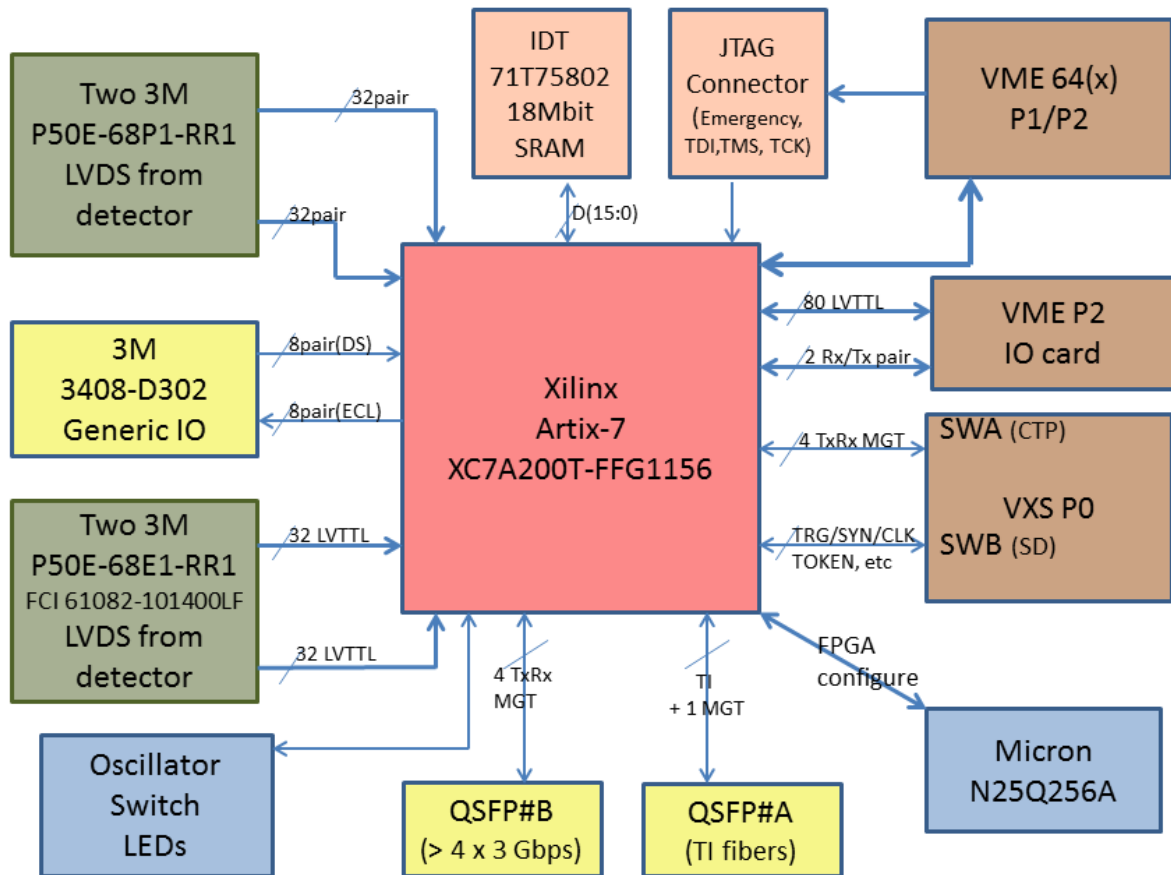 Two 3M
P50E-68P1-RR1
LVDS from
detector
32pair
32pair
IDT
71T75802
18Mbit
SRAM
D(15:0)
JTAG
Connector
(Emergency,
TDI,TMS, TCK)
VME 64(x)
P1/P2
3M
3408-D302
Generic IO
8pair(DS)
8pair(ECL)
Xilinx
Artix-7
XC7A200T-FFG1156
80 LVTTL
2 Rx/Tx pair
VME P2
IO card
4 TxRx MGT
TRG/SYN/CLK
TOKEN, etc
SWA (CTP)
VXS P0
SWB (SD)
Two 3M
P50E-68E1-RR1
FCI 61082-101400LF
LVDS from
detector
32 LVTTL
32 LVTTL
4 TxRx
MGT
TI
+ 1 MGT
FPGA
configure
Oscillator
Switch
LEDs
QSFP#B
(> 4 x 3 Gbps)
QSFP#A
(TI fibers)
Micron
N25Q256A